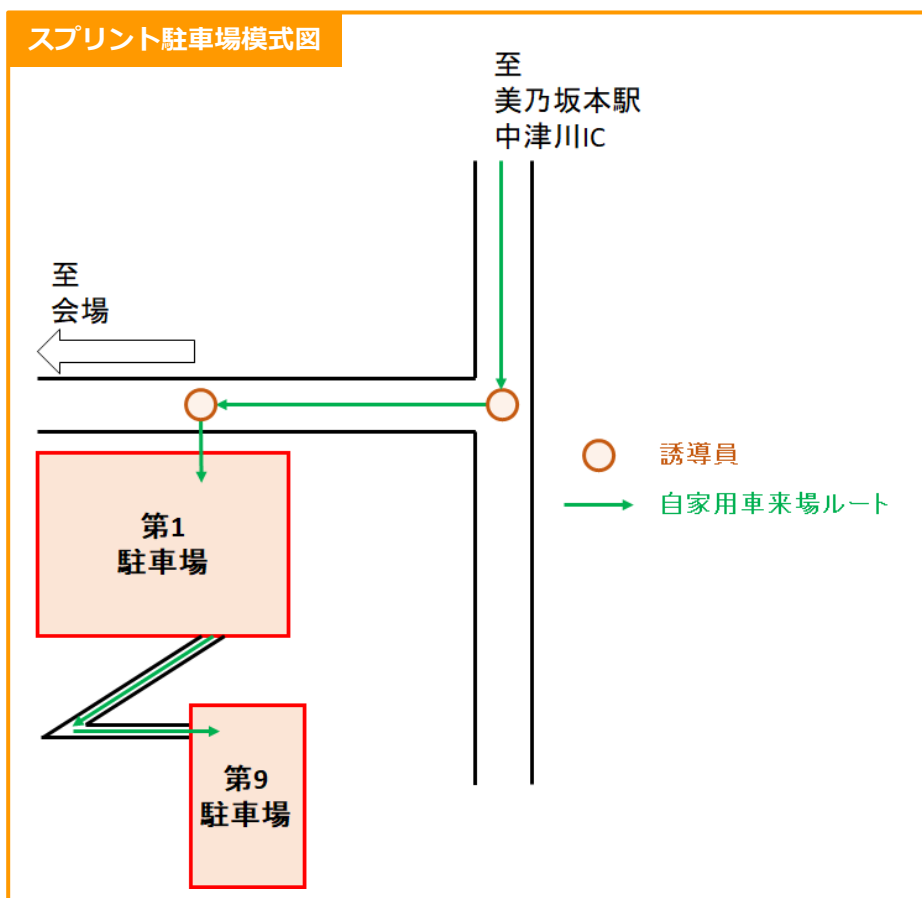 スプリント駐車場模式図
至
美乃坂本駅
中津川IC
至
会場
誘導員
自家用車来場ルート
第1
駐車場
第9
駐車場